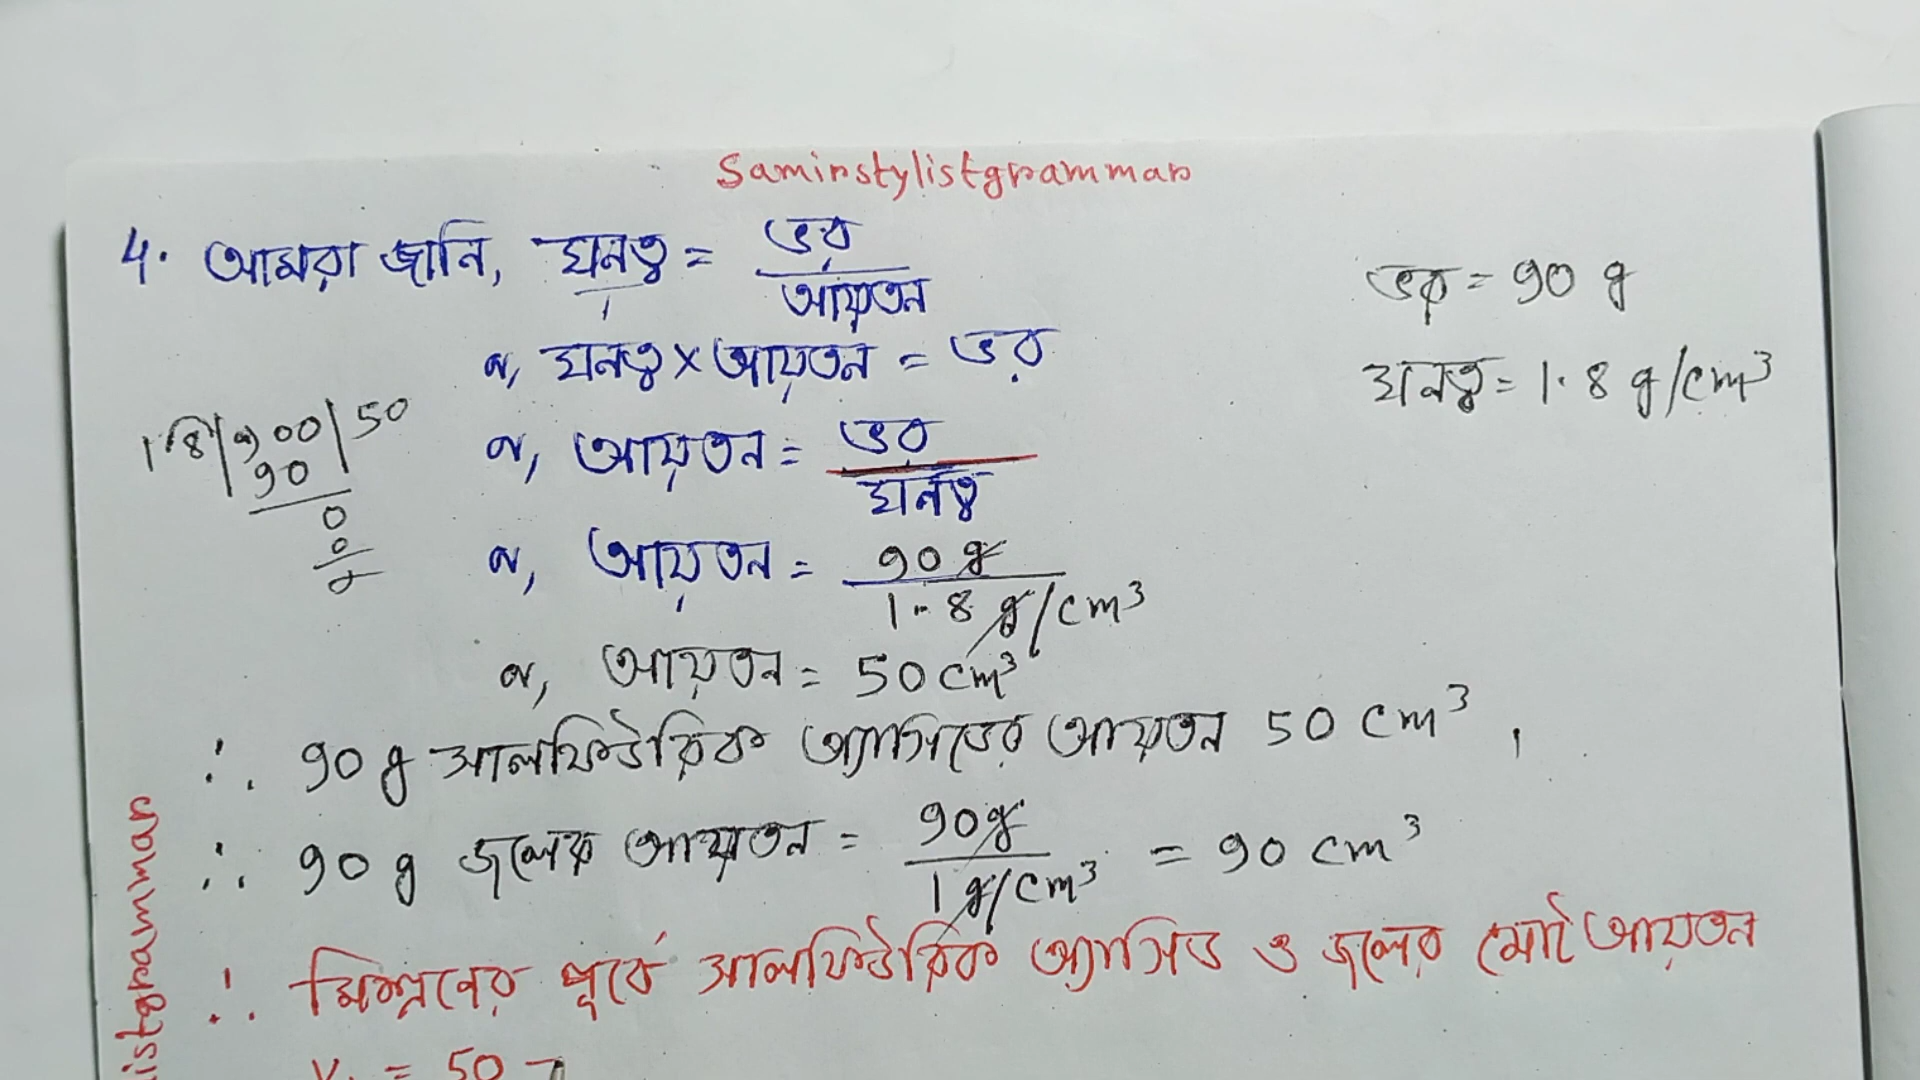 Samirstylistgrammar
4. আমরা জানি, ঘনত্ব = ভর / আয়তন
ভর = 90 g
বা, ঘনত্ব × আয়তন = ভর
ঘনত্ব = 1.8 g/cm³
1.8 | 900 | 50
90
0
0
বা, আয়তন = ভর / ঘনত্ব
বা, আয়তন = 90 g / 1.8 g/cm³
বা, আয়তন = 50 cm³
∴ 90 g সালফিউরিক অ্যাসিডের আয়তন 50 cm³,
∴ 90 g জলের আয়তন = 90g / 1 g/cm³ = 90 cm³
∴ মিশ্রণের পূর্বে সালফিউরিক অ্যাসিড ও জলের মোট আয়তন
= 50
istgrammar